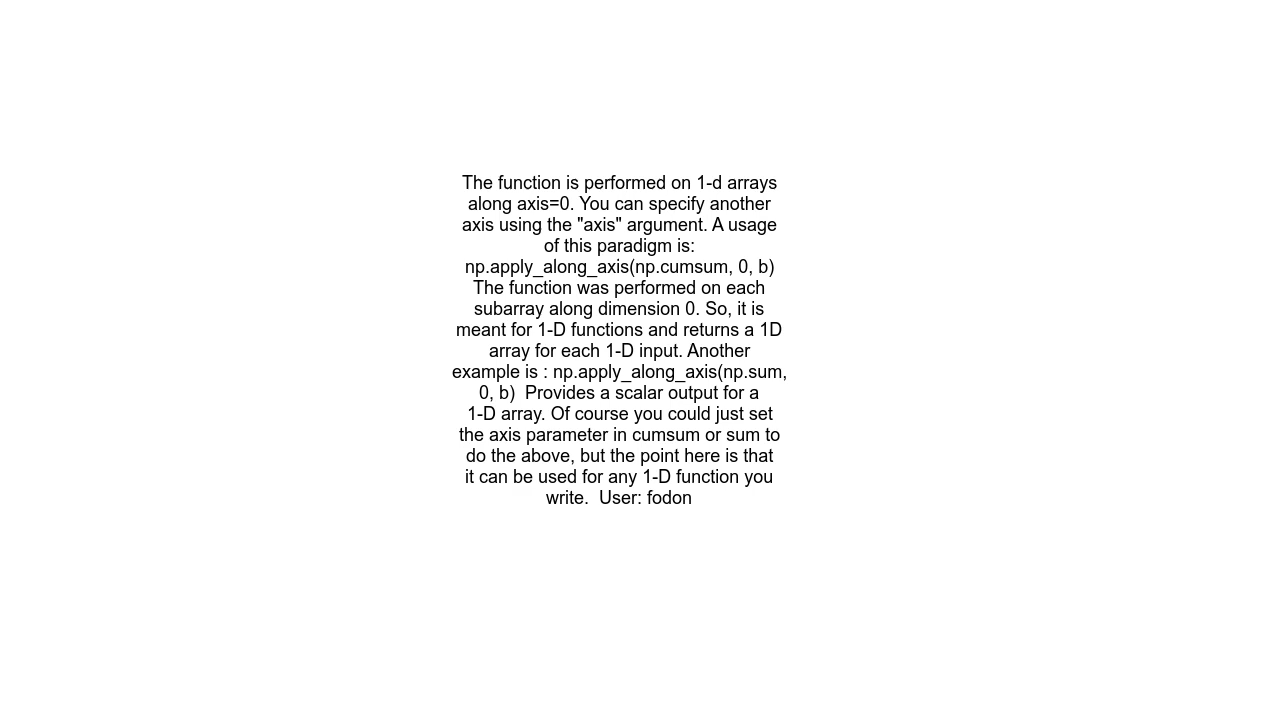 The function is performed on 1-d arrays
along axis=0. You can specify another
axis using the "axis" argument. A usage
of this paradigm is:
np.apply_along_axis(np.cumsum, 0, b)
The function was performed on each
subarray along dimension 0. So, it is
meant for 1-D functions and returns a 1D
array for each 1-D input. Another
example is : np.apply_along_axis(np.sum,
0, b)  Provides a scalar output for a
1-D array. Of course you could just set
the axis parameter in cumsum or sum to
do the above, but the point here is that
it can be used for any 1-D function you
write.  User: fodon